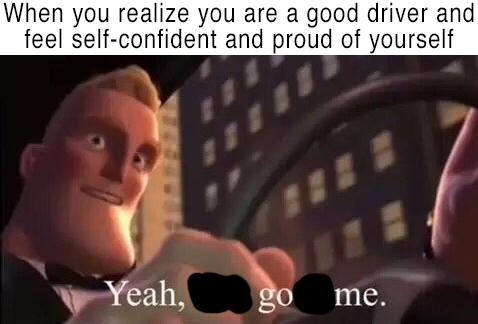 When you realize you are a good driver and
feel self-confident and proud of yourself
Yeah, go me.